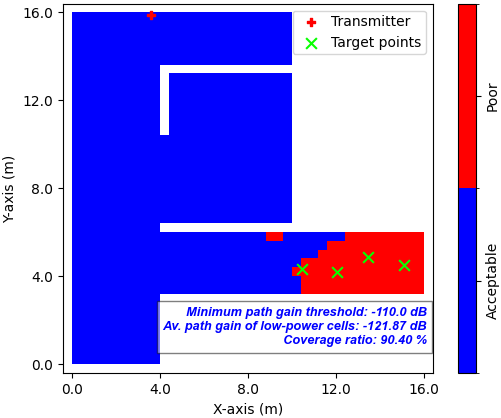 16.0
12.0
8.0
4.0
0.0
Y-axis (m)
Transmitter
Target points
Minimum path gain threshold: -110.0 dB
Av. path gain of low-power cells: -121.87 dB
Coverage ratio: 90.40 %
0.0
4.0
8.0
12.0
16.0
X-axis (m)
Poor
Acceptable